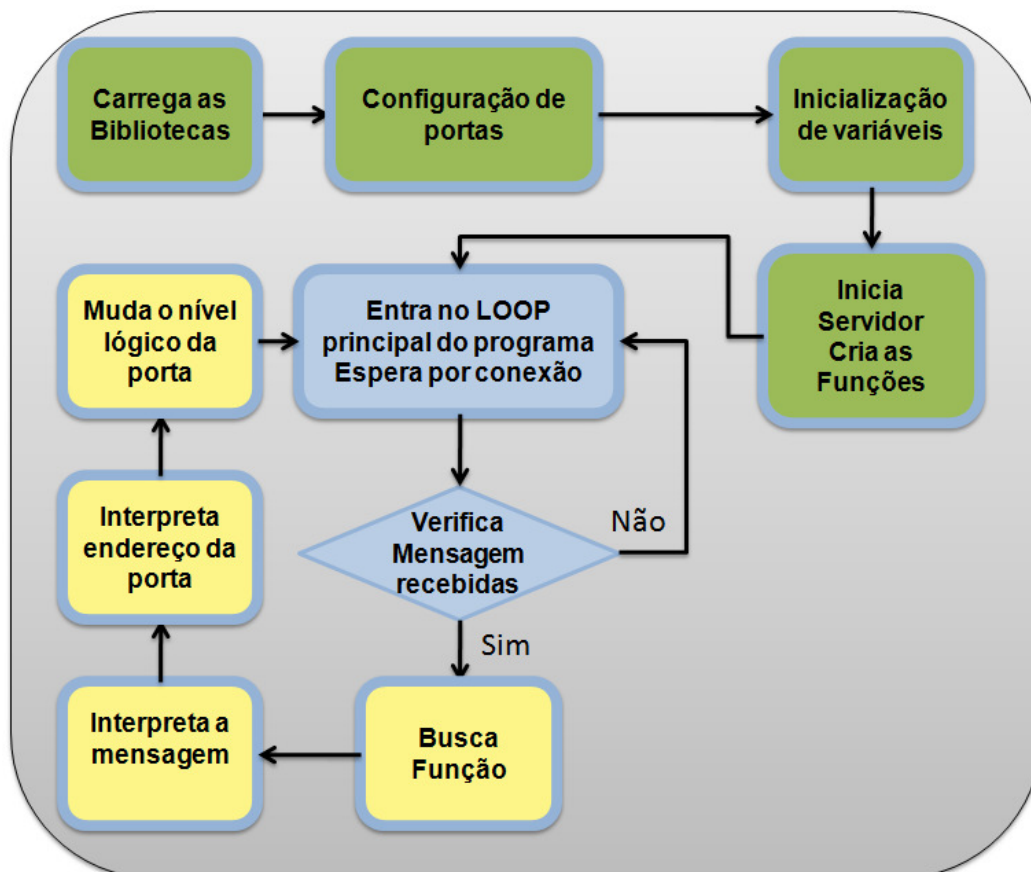 Carrega as
Bibliotecas
Configuração de
portas
Inicialização
de variáveis
Inicia
Servidor
Cria as
Funções
Entra no LOOP
principal do programa
Espera por conexão
Verifica
Mensagem
recebidas
Não
Sim
Busca
Função
Interpreta a
mensagem
Interpreta
endereço da
porta
Muda o nível
lógico da
porta